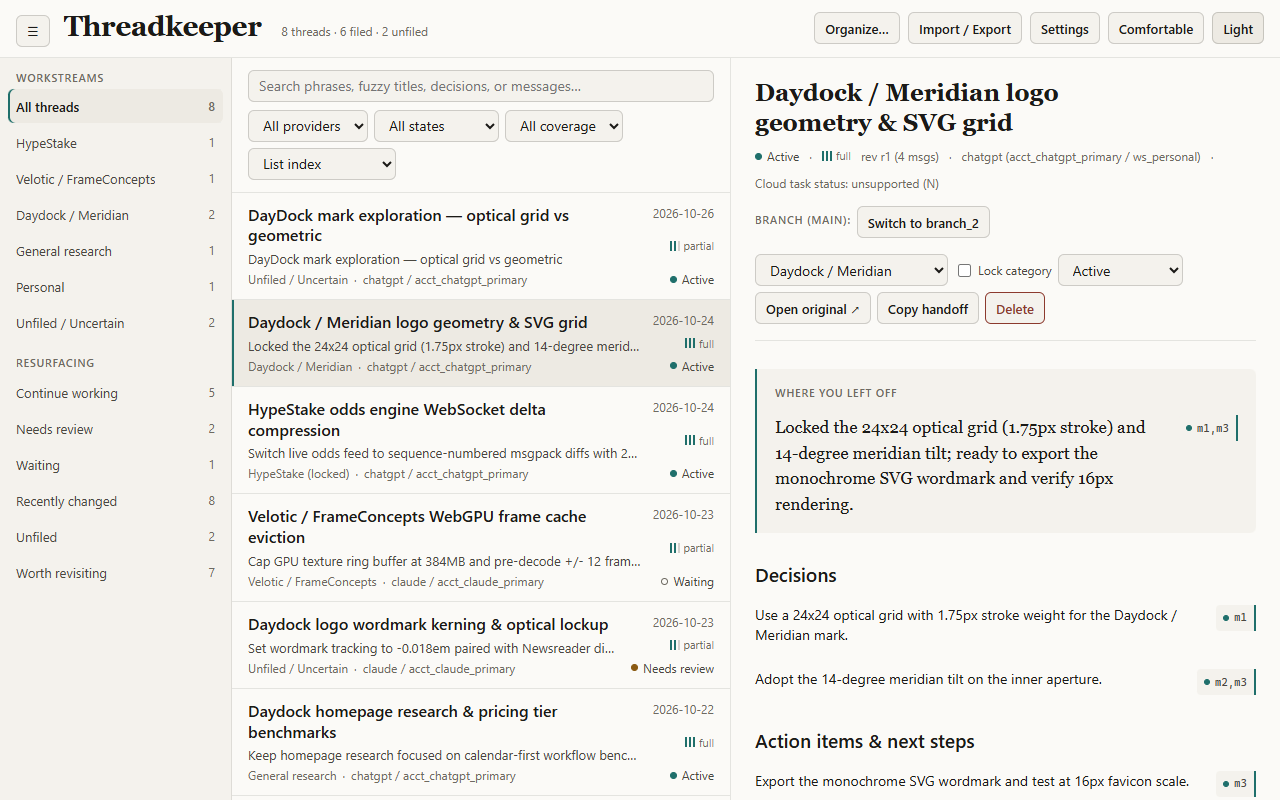 ☰
Threadkeeper
8 threads · 6 filed · 2 unfiled
Organize...
Import / Export
Settings
Comfortable
Light
WORKSTREAMS
All threads 8
HypeStake 1
Velotic / FrameConcepts 1
Daydock / Meridian 2
General research 1
Personal 1
Unfiled / Uncertain 2
RESURFACING
Continue working 5
Needs review 2
Waiting 1
Recently changed 8
Unfiled 2
Worth revisiting 7
Search phrases, fuzzy titles, decisions, or messages...
All providers
All states
All coverage
List index
DayDock mark exploration — optical grid vs
geometric
2026-10-26
partial
DayDock mark exploration — optical grid vs geometric
Unfiled / Uncertain · chatgpt / acct_chatgpt_primary
Active
Daydock / Meridian logo geometry & SVG grid
2026-10-24
Locked the 24x24 optical grid (1.75px stroke) and 14-degree merid...
full
Daydock / Meridian · chatgpt / acct_chatgpt_primary
Active
HypeStake odds engine WebSocket delta
compression
2026-10-24
full
Switch live odds feed to sequence-numbered msgpack diffs with 2...
HypeStake (locked) · chatgpt / acct_chatgpt_primary
Active
Velotic / FrameConcepts WebGPU frame cache
eviction
2026-10-23
partial
Cap GPU texture ring buffer at 384MB and pre-decode +/- 12 fram...
Velotic / FrameConcepts · claude / acct_claude_primary
Waiting
Daydock logo wordmark kerning & optical lockup
2026-10-23
Set wordmark tracking to -0.018em paired with Newsreader di...
partial
Unfiled / Uncertain · claude / acct_claude_primary
Needs review
Daydock homepage research & pricing tier
benchmarks
2026-10-22
full
Keep homepage research focused on calendar-first workflow benc...
General research · chatgpt / acct_chatgpt_primary
Active
Daydock / Meridian logo
geometry & SVG grid
Active · full rev r1 (4 msgs) · chatgpt (acct_chatgpt_primary / ws_personal) ·
Cloud task status: unsupported (N)
BRANCH (MAIN):
Switch to branch_2
Daydock / Meridian
Lock category
Active
Open original ↗
Copy handoff
Delete
WHERE YOU LEFT OFF
Locked the 24x24 optical grid (1.75px stroke) and
14-degree meridian tilt; ready to export the
monochrome SVG wordmark and verify 16px
rendering.
m1,m3
Decisions
Use a 24x24 optical grid with 1.75px stroke weight for the Daydock /
Meridian mark.
m1
Adopt the 14-degree meridian tilt on the inner aperture.
m2,m3
Action items & next steps
Export the monochrome SVG wordmark and test at 16px favicon scale.
m3